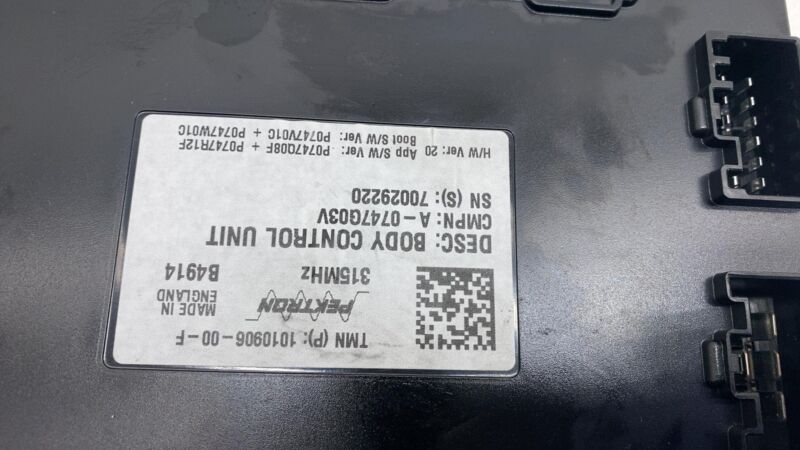 TMN (P): 1010906-00-F
PEKTRON
MADE IN
ENGLAND
315MHz
B4914
DESC: BODY CONTROL UNIT
CMPN: A-0747G03V
SN (S): 70029220
H/W Ver: 20 App S/W Ver: P0747Q08F + P0747R12F
Boot S/W Ver: P0747V01C + P0747W01C